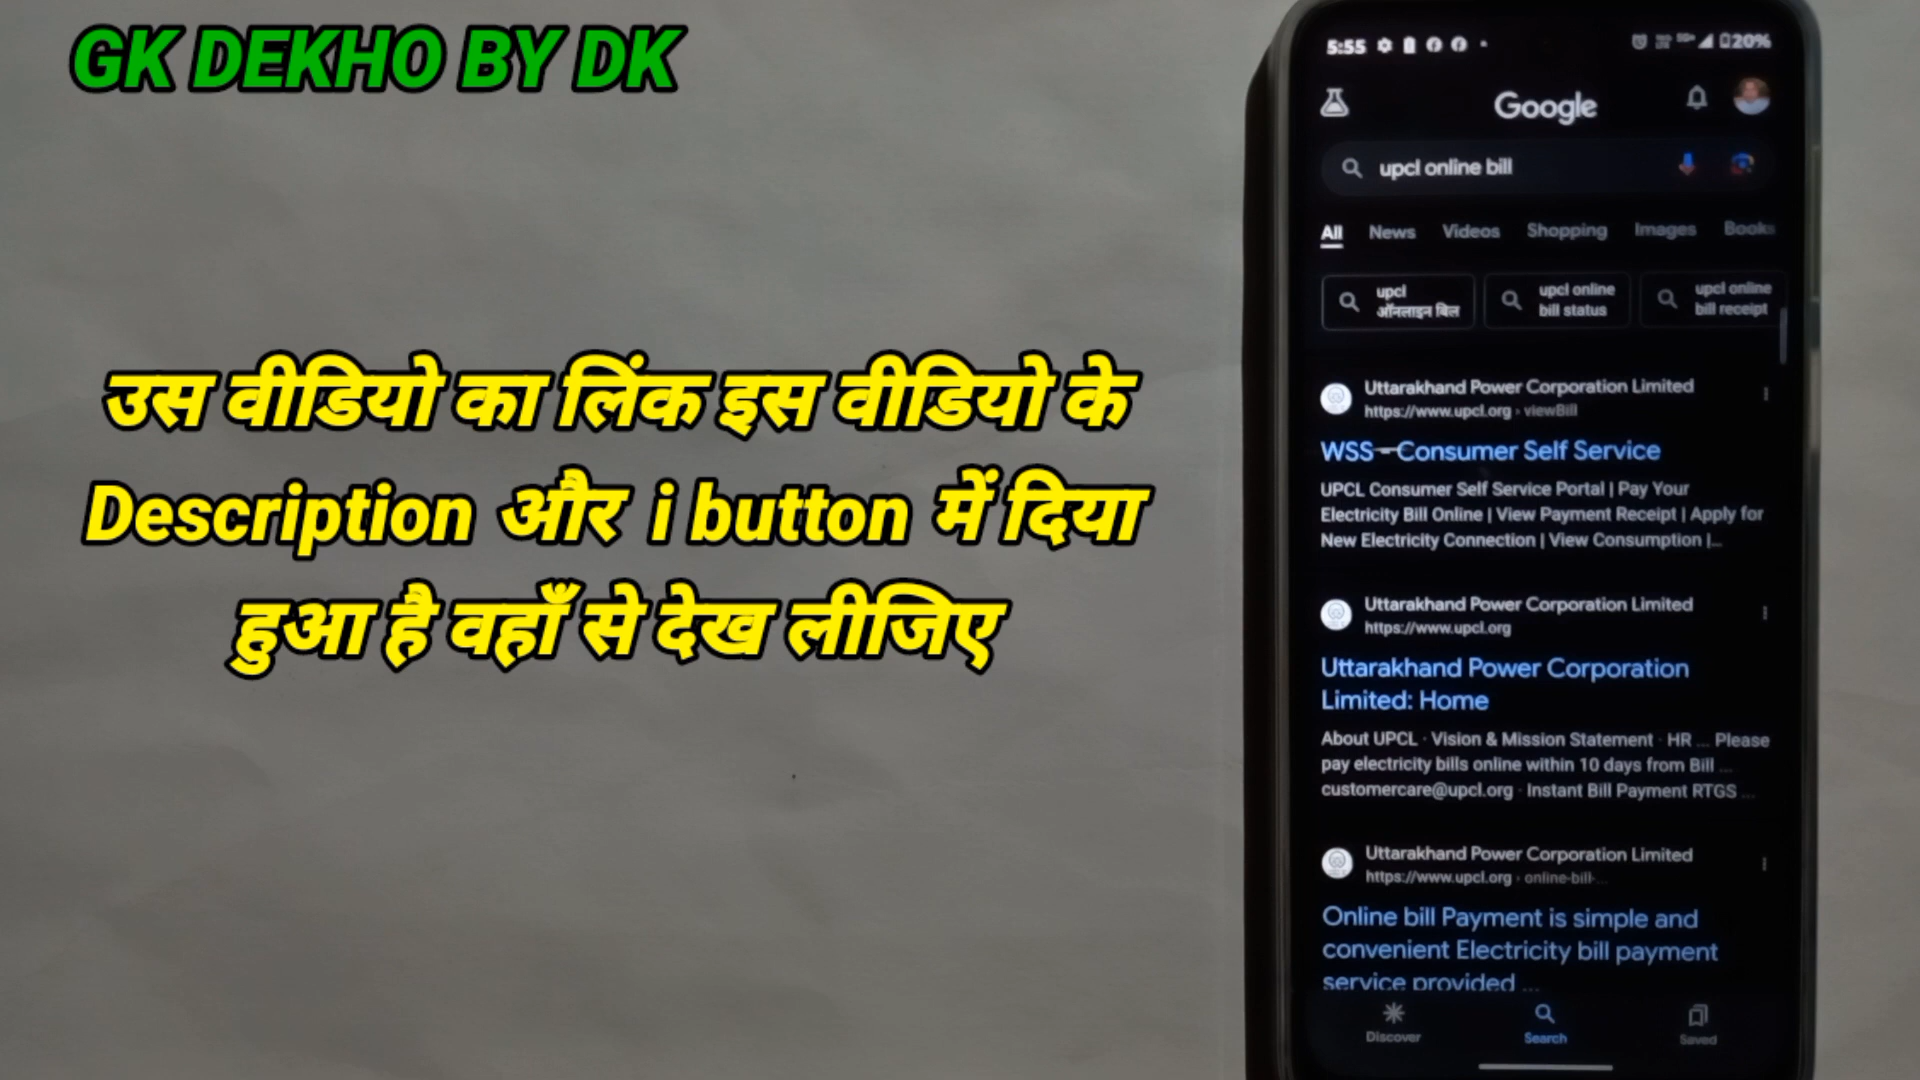 GK DEKHO BY DK
उस वीडियो का लिंक इस वीडियो के
Description और i button में दिया
हुआ है वहाँ से देख लीजिए
5:55
20%
Google
upcl online bill
All News Videos Shopping Images Books
upcl
ऑनलाइन बिल
upcl online
bill status
upcl online
bill receipt
Uttarakhand Power Corporation Limited
https://www.upcl.org › viewBill
WSS - Consumer Self Service
UPCL Consumer Self Service Portal | Pay Your
Electricity Bill Online | View Payment Receipt | Apply for
New Electricity Connection | View Consumption |...
Uttarakhand Power Corporation Limited
https://www.upcl.org
Uttarakhand Power Corporation
Limited: Home
About UPCL · Vision & Mission Statement · HR ... Please
pay electricity bills online within 10 days from Bill ...
customercare@upcl.org · Instant Bill Payment RTGS ...
Uttarakhand Power Corporation Limited
https://www.upcl.org › online-bill-...
Online bill Payment is simple and
convenient Electricity bill payment
service provided ...
Discover Search Saved